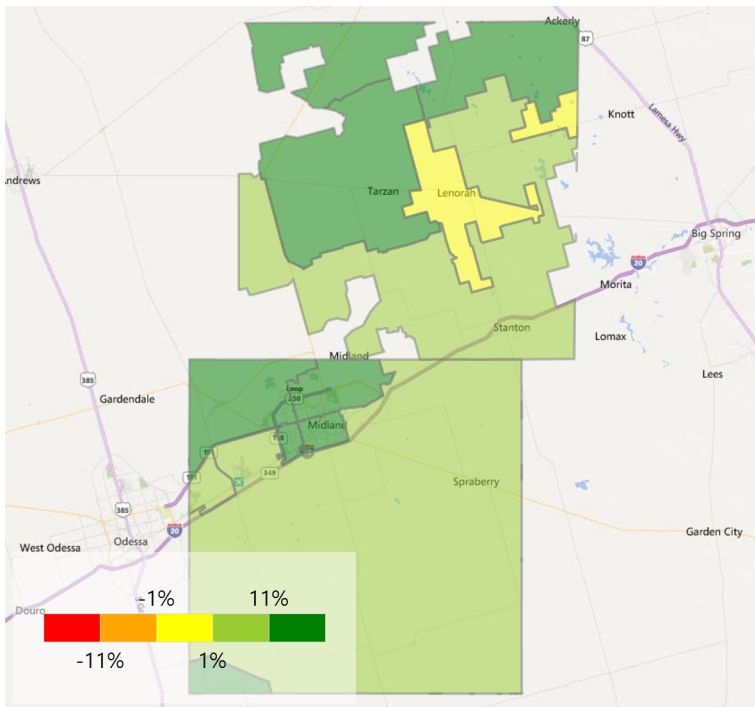 Ackerly
87
Knott
Lamesa Hwy
Andrews
Tarzan
Lenorah
Big Spring
20
Morita
Stanton
Lomax
Midland
385
Lees
Gardendale
Loop
250
Midland
158
191
191
349
Spraberry
385
Garden City
20
Odessa
West Odessa
-1%
11%
Douro
-11%
1%